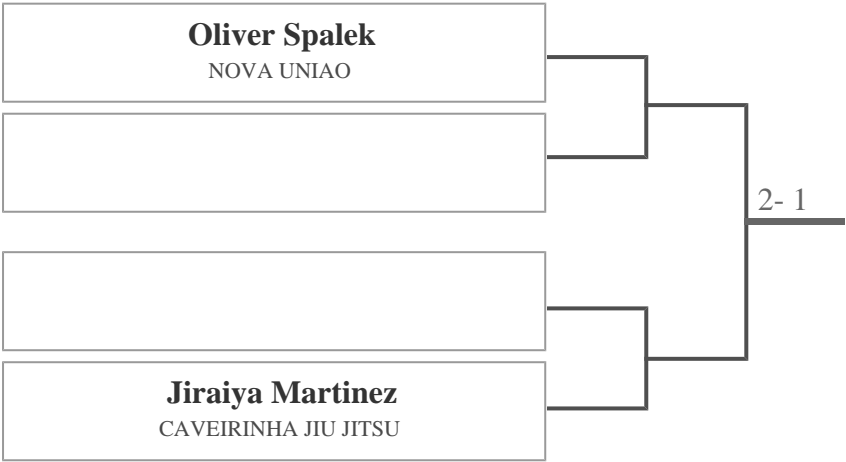 Oliver Spalek
NOVA UNIAO
2- 1
Jiraiya Martinez
CAVEIRINHA JIU JITSU